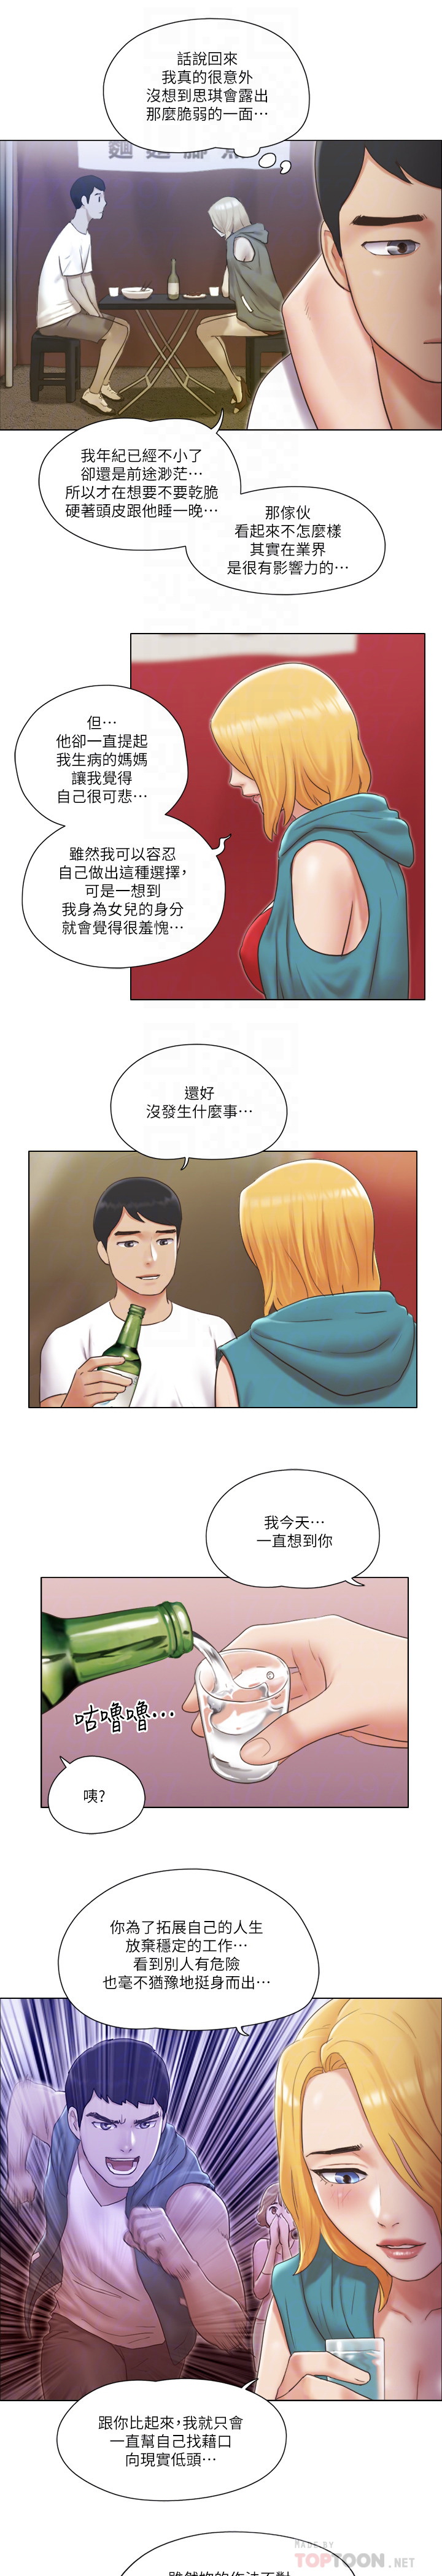 話說回來
我真的很意外
沒想到思琪會露出
那麼脆弱的一面…
我年紀已經不小了
卻還是前途渺茫…
所以才在想要不要乾脆
硬著頭皮跟他睡一晚…
那傢伙
看起來不怎麼樣
其實在業界
是很有影響力的…
但…
他卻一直提起
我生病的媽媽
讓我覺得
自己很可悲…
雖然我可以容忍
自己做出這種選擇,
可是一想到
我身為女兒的身分
就會覺得很羞愧…
還好
沒發生什麼事…
我今天…
一直想到你
咕嚕嚕…
咦?
你為了拓展自己的人生
放棄穩定的工作…
看到別人有危險
也毫不猶豫地挺身而出…
跟你比起來,我就只會
一直幫自己找藉口
向現實低頭…
MADE BY
TOPTOON.NET